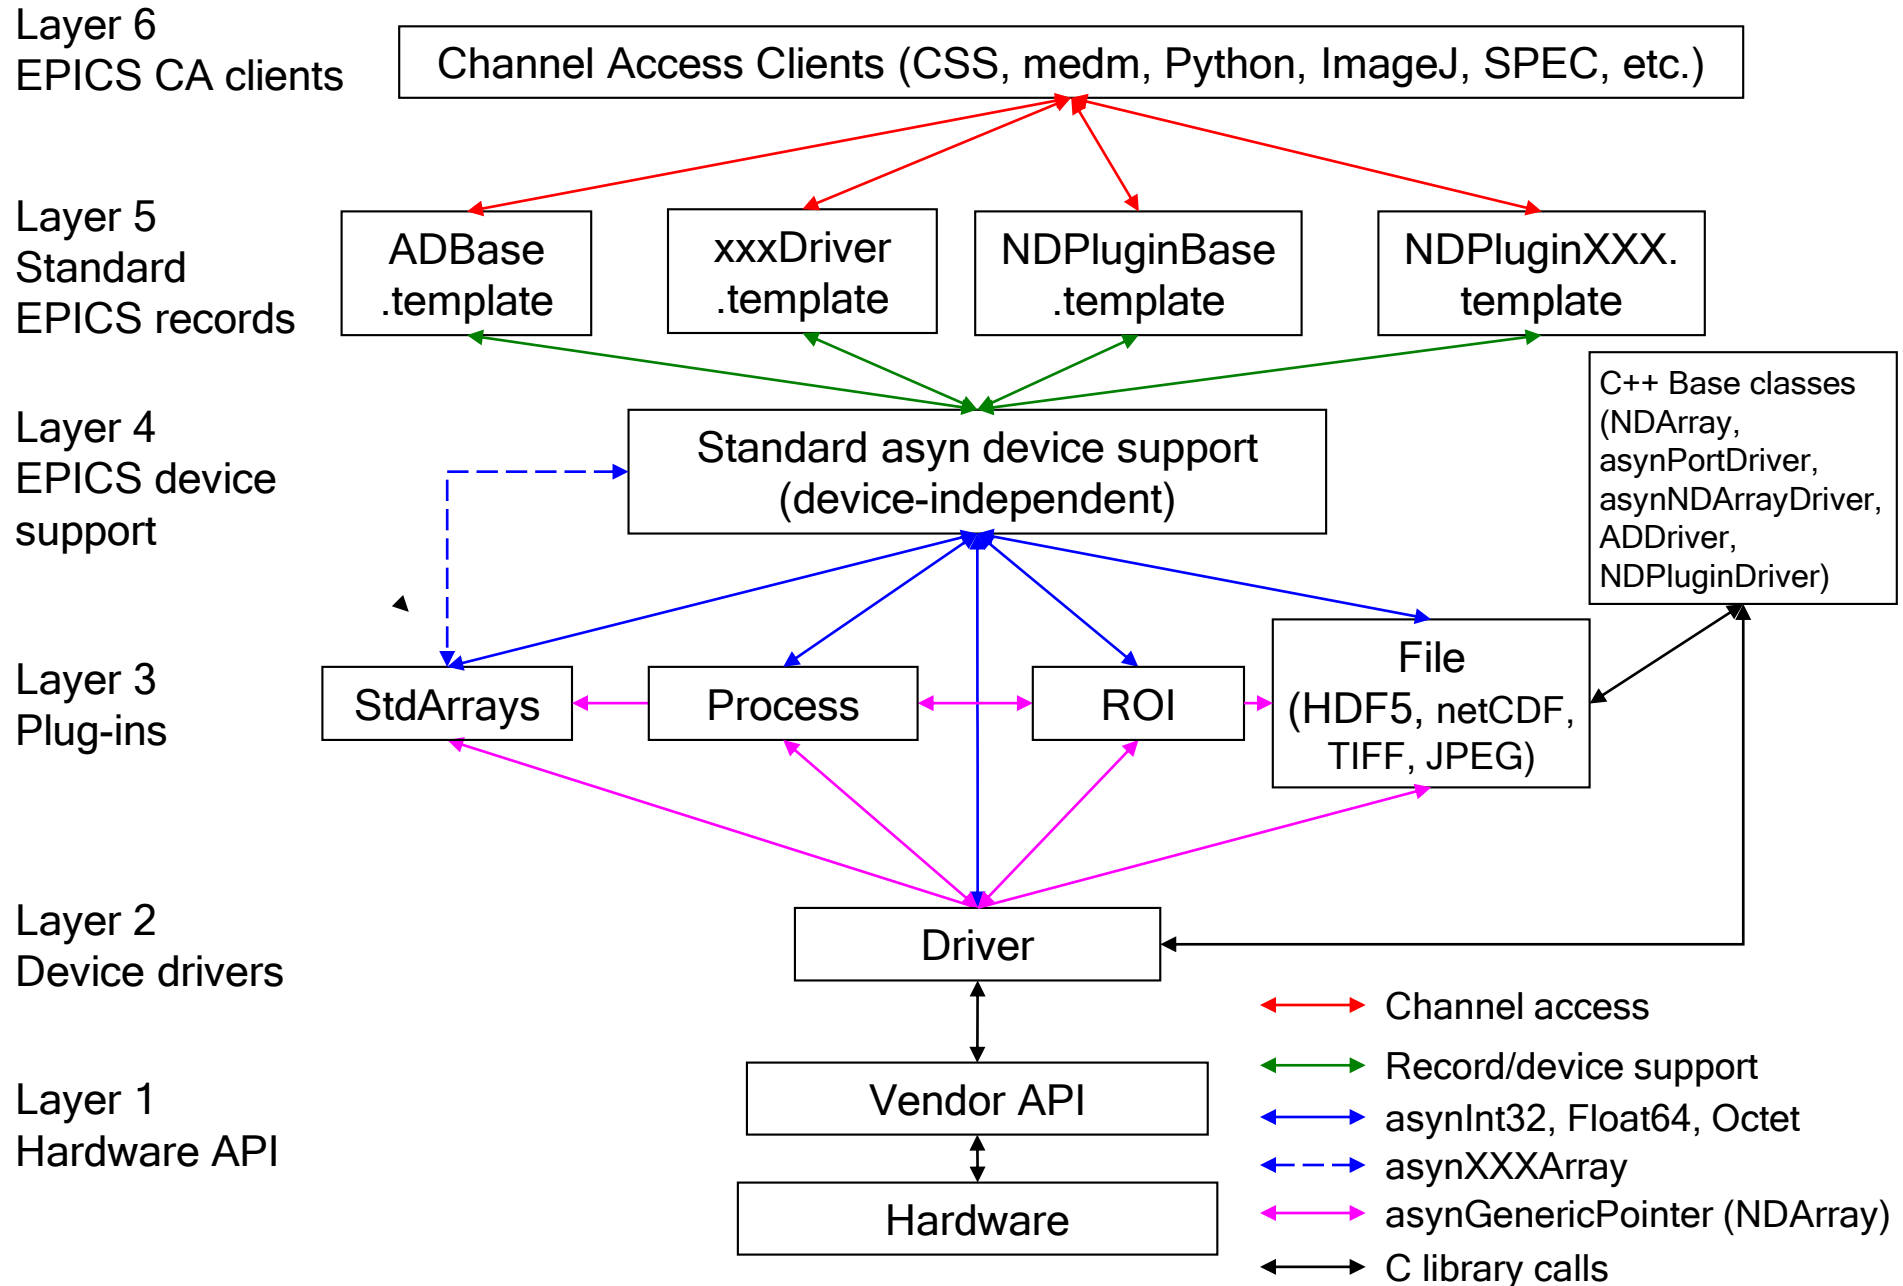 Layer 6
EPICS CA clients
Channel Access Clients (CSS, medm, Python, ImageJ, SPEC, etc.)
Layer 5
Standard
EPICS records
ADBase
.template
xxxDriver
.template
NDPluginBase
.template
NDPluginXXX.
template
C++ Base classes
(NDArray,
asynPortDriver,
asynNDArrayDriver,
ADDriver,
NDPluginDriver)
Layer 4
EPICS device
support
Standard asyn device support
(device-independent)
Layer 3
Plug-ins
StdArrays
Process
ROI
File
(HDF5, netCDF,
TIFF, JPEG)
Layer 2
Device drivers
Driver
Layer 1
Hardware API
Vendor API
Hardware
Channel access
Record/device support
asynInt32, Float64, Octet
asynXXXArray
asynGenericPointer (NDArray)
C library calls